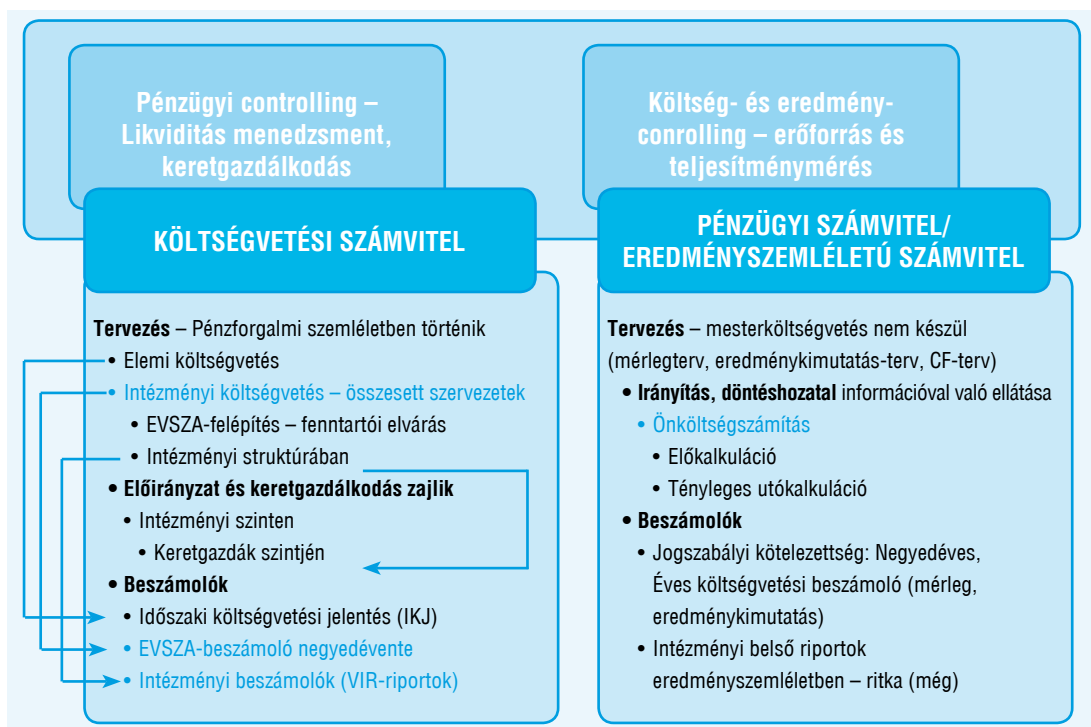 Pénzügyi controlling –
Likviditás menedzsment,
keretgazdálkodás
KÖLTSÉGVETÉSI SZÁMVITEL
Tervezés – Pénzforgalmi szemléletben történik
• Elemi költségvetés
• Intézményi költségvetés – összesett szervezetek
• EVSZA-felépítés – fenntartói elvárás
• Intézményi struktúrában
• Előirányzat és keretgazdálkodás zajlik
• Intézményi szinten
• Keretgazdák szintjén
• Beszámolók
• Időszaki költségvetési jelentés (IKJ)
• EVSZA-beszámoló negyedévente
• Intézményi beszámolók (VIR-riportok)
Költség- és eredmény-
conrolling – erőforrás és
teljesítménymérés
PÉNZÜGYI SZÁMVITEL/
EREDMÉNYSZEMLÉLETÚ SZÁMVITEL
Tervezés – mesterköltségvetés nem készül
(mérlegterv, eredménykimutatás-terv, CF-terv)
• Irányítás, döntéshozatal információval való ellátása
• Önköltségszámítás
• Előkalkuláció
• Tényleges utókalkuláció
• Beszámolók
• Jogszabályi kötelezettség: Negyedéves,
Éves költségvetési beszámoló (mérleg,
eredménykimutatás)
• Intézményi belső riportok
eredményszemléletben – ritka (még)